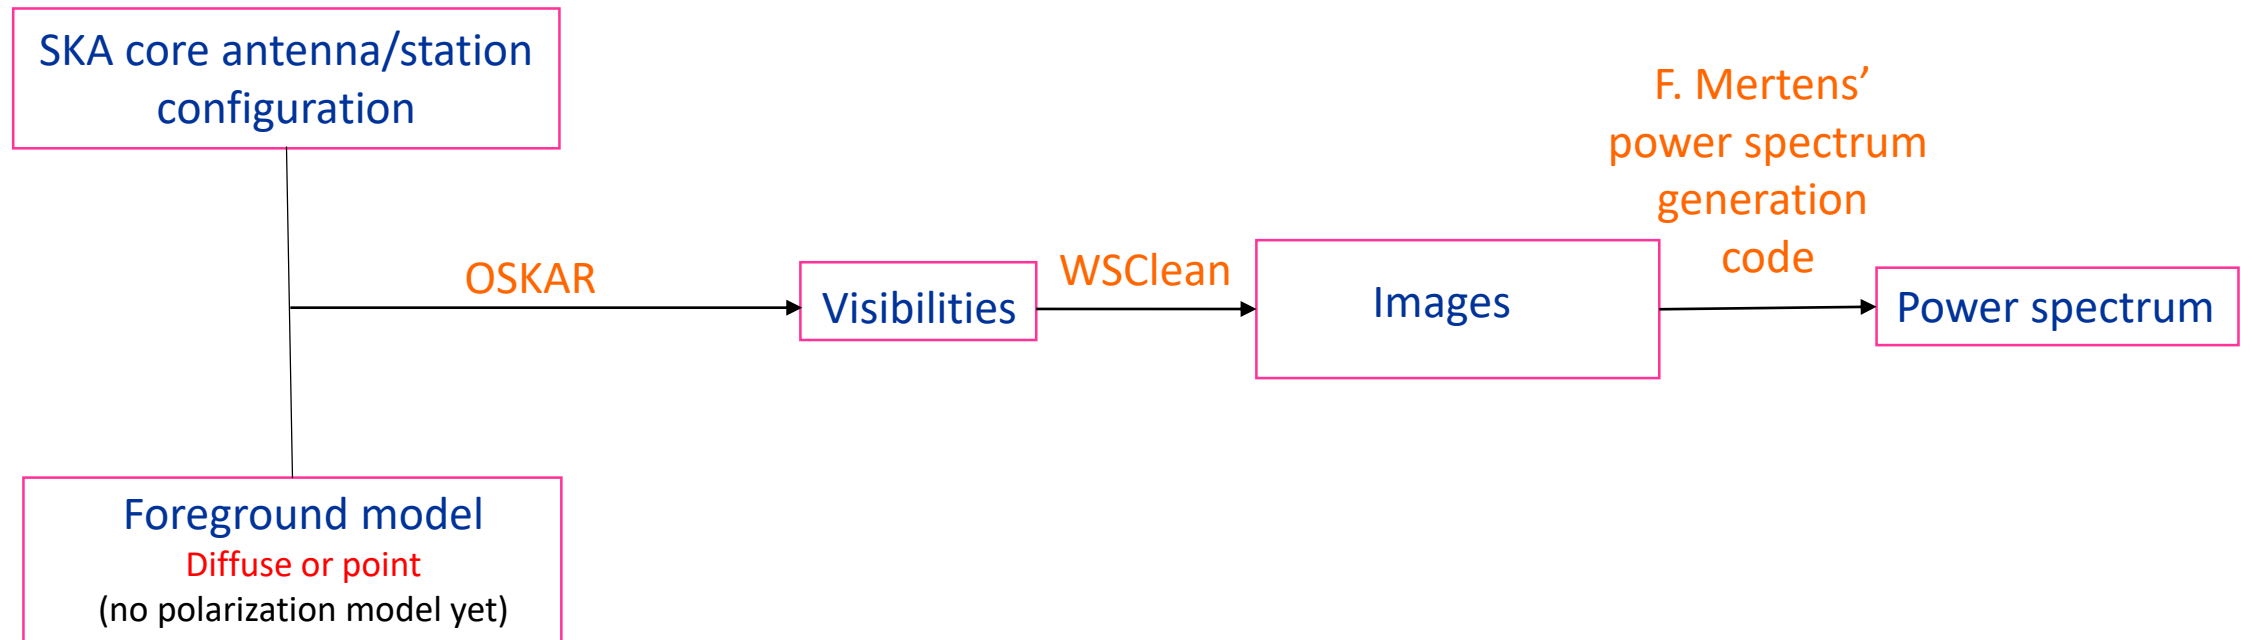 SKA core antenna/station
configuration
F. Mertens’
power spectrum
generation
code
OSKAR
WSClean
Visibilities
Images
Power spectrum
Foreground model
Diffuse or point
(no polarization model yet)